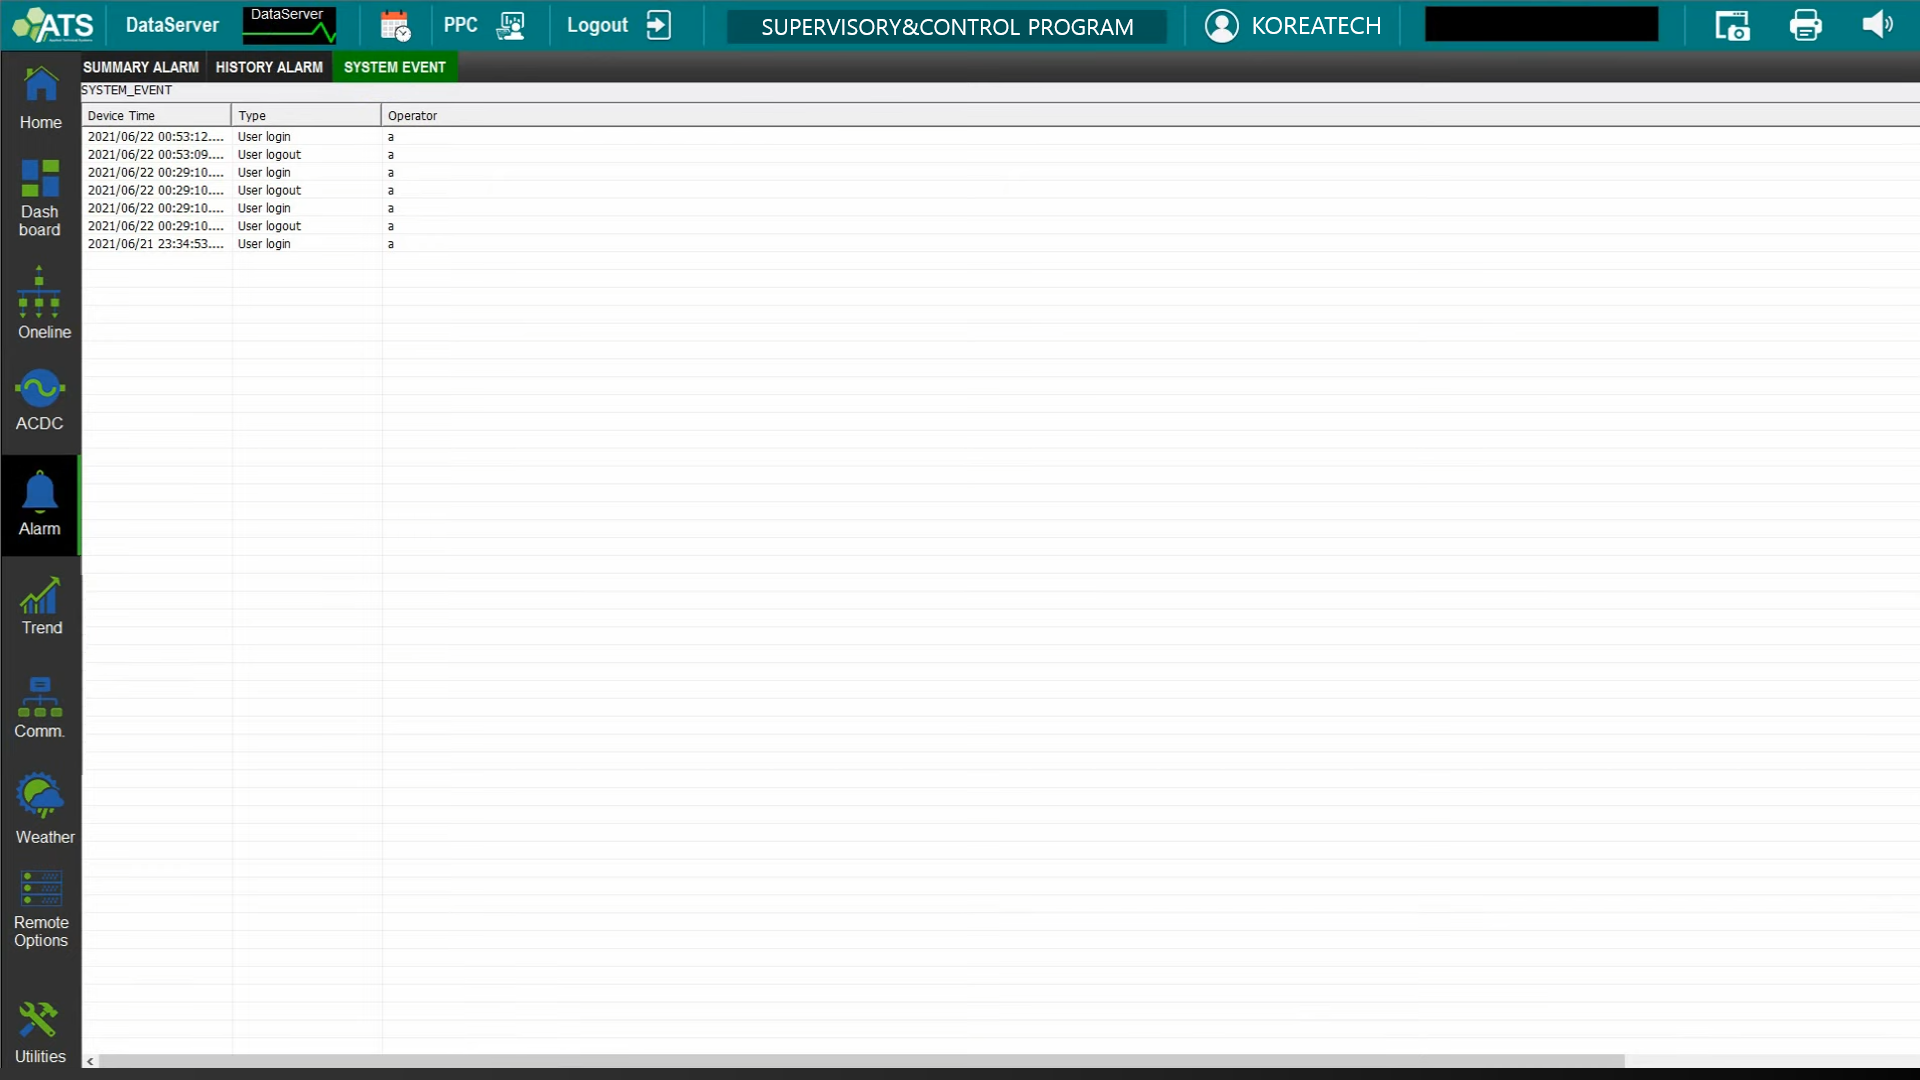 ATS DataServer DataServer PPC Logout SUPERVISORY&CONTROL PROGRAM KOREATECH
SUMMARY ALARM HISTORY ALARM SYSTEM EVENT
SYSTEM_EVENT
Device Time Type Operator
2021/06/22 00:53:12.... User login a
2021/06/22 00:53:09.... User logout a
2021/06/22 00:29:10.... User login a
2021/06/22 00:29:10.... User logout a
2021/06/22 00:29:10.... User login a
2021/06/22 00:29:10.... User logout a
2021/06/21 23:34:53.... User login a
Home
Dash
board
Oneline
ACDC
Alarm
Trend
Comm.
Weather
Remote
Options
Utilities